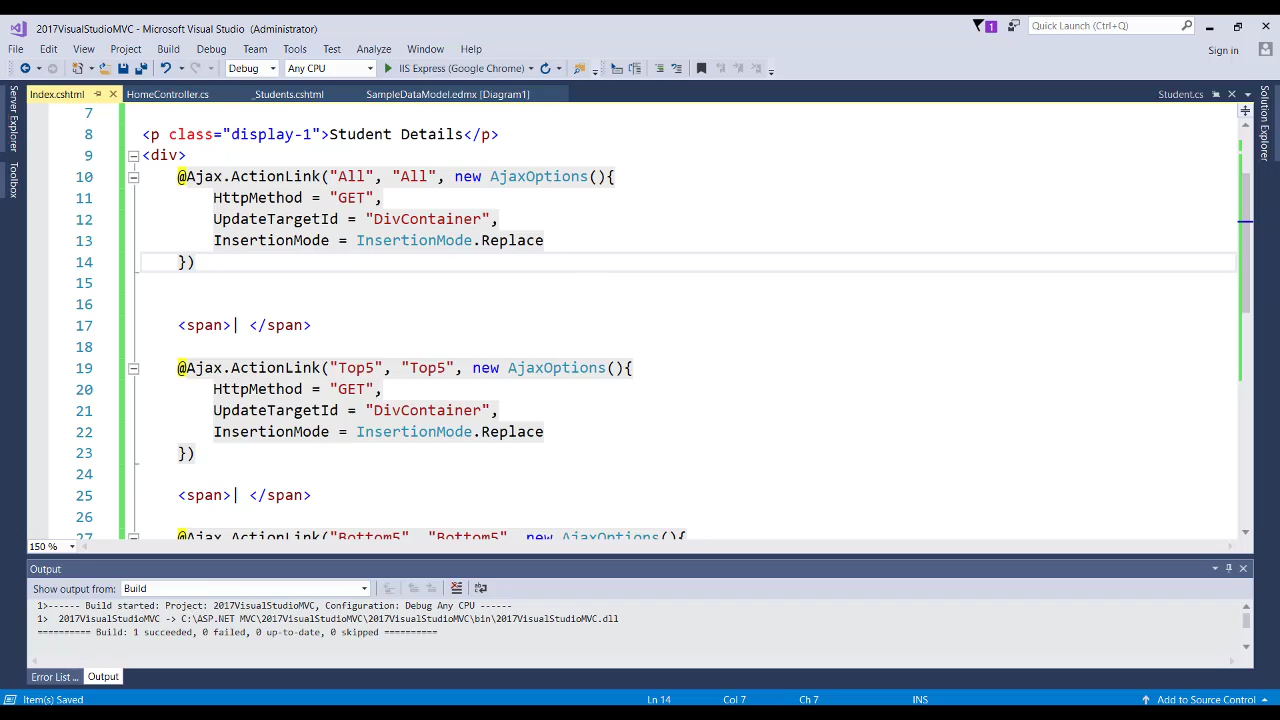 2017VisualStudioMVC - Microsoft Visual Studio (Administrator)
1
Quick Launch (Ctrl+Q)
File Edit View Project Build Debug Team Tools Test Analyze Window Help
Sign in
Debug Any CPU IIS Express (Google Chrome)
Index.cshtml HomeController.cs _Students.cshtml SampleDataModel.edmx [Diagram1] Student.cs
Server Explorer
Toolbox
Solution Explorer
7
8 <p class="display-1">Student Details</p>
9 <div>
10 @Ajax.ActionLink("All", "All", new AjaxOptions(){
11 HttpMethod = "GET",
12 UpdateTargetId = "DivContainer",
13 InsertionMode = InsertionMode.Replace
14 })
15
16
17 <span>| </span>
18
19 @Ajax.ActionLink("Top5", "Top5", new AjaxOptions(){
20 HttpMethod = "GET",
21 UpdateTargetId = "DivContainer",
22 InsertionMode = InsertionMode.Replace
23 })
24
25 <span>| </span>
26
27 @Ajax.ActionLink("Bottom5", "Bottom5", new AjaxOptions(){
150 %
Output
Show output from: Build
1>------ Build started: Project: 2017VisualStudioMVC, Configuration: Debug Any CPU ------
1>  2017VisualStudioMVC -> C:\ASP.NET MVC\2017VisualStudioMVC\2017VisualStudioMVC\bin\2017VisualStudioMVC.dll
========== Build: 1 succeeded, 0 failed, 0 up-to-date, 0 skipped ==========
Error List ... Output
Item(s) Saved Ln 14 Col 7 Ch 7 INS Add to Source Control